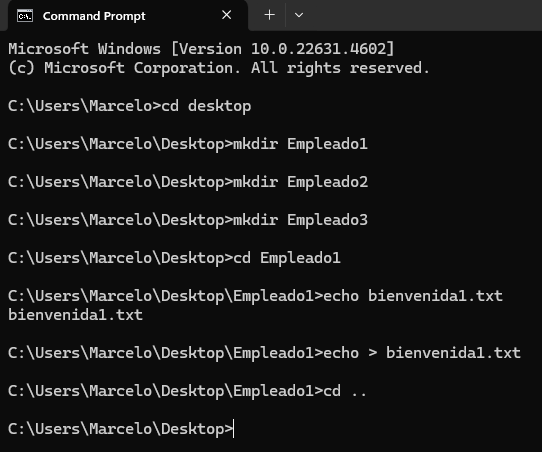 Command Prompt
Microsoft Windows [Version 10.0.22631.4602]
(c) Microsoft Corporation. All rights reserved.
C:\Users\Marcelo>cd desktop
C:\Users\Marcelo\Desktop>mkdir Empleado1
C:\Users\Marcelo\Desktop>mkdir Empleado2
C:\Users\Marcelo\Desktop>mkdir Empleado3
C:\Users\Marcelo\Desktop>cd Empleado1
C:\Users\Marcelo\Desktop\Empleado1>echo bienvenida1.txt
bienvenida1.txt
C:\Users\Marcelo\Desktop\Empleado1>echo > bienvenida1.txt
C:\Users\Marcelo\Desktop\Empleado1>cd ..
C:\Users\Marcelo\Desktop>